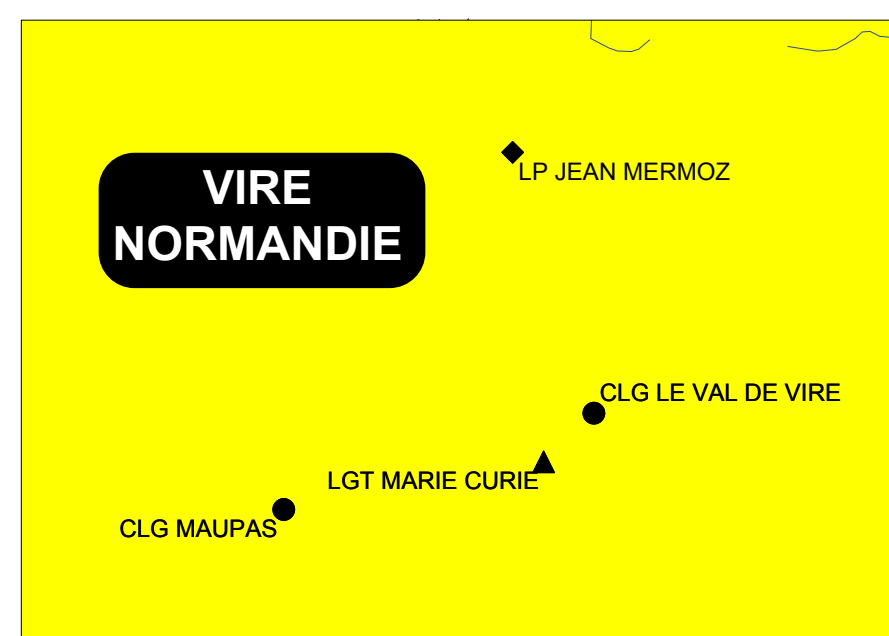 VIRE
NORMANDIE
LP JEAN MERMOZ
CLG LE VAL DE VIRE
LGT MARIE CURIE
CLG MAUPAS